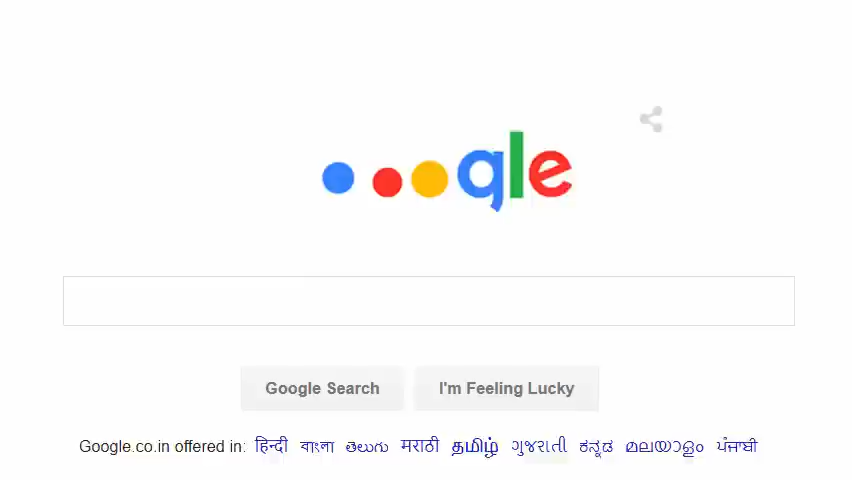 gle
Google Search I'm Feeling Lucky
Google.co.in offered in: हिन्दी বাংলা తెలుగు मराठी தமிழ் ગુજરાતી ಕನ್ನಡ മലയാളം ਪੰਜਾਬੀ